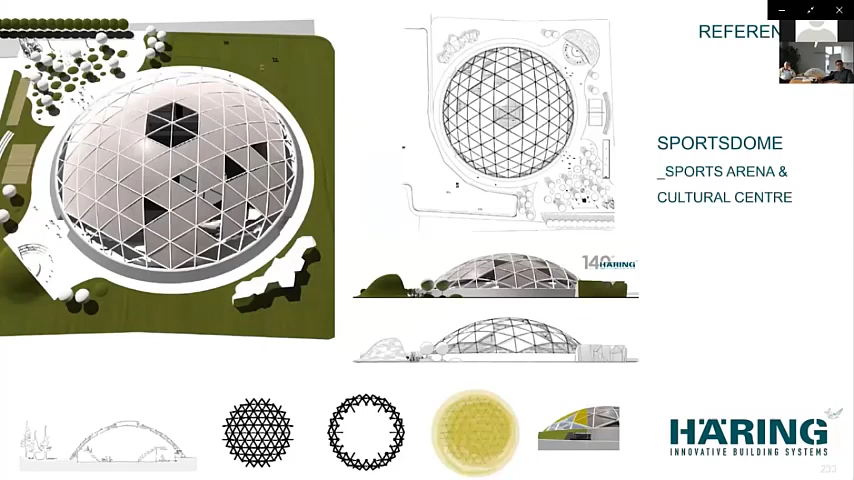 REFEREN
SPORTSDOME
_SPORTS ARENA &
CULTURAL CENTRE
140
HÄRING
HÄRING
INNOVATIVE BUILDING SYSTEMS
233